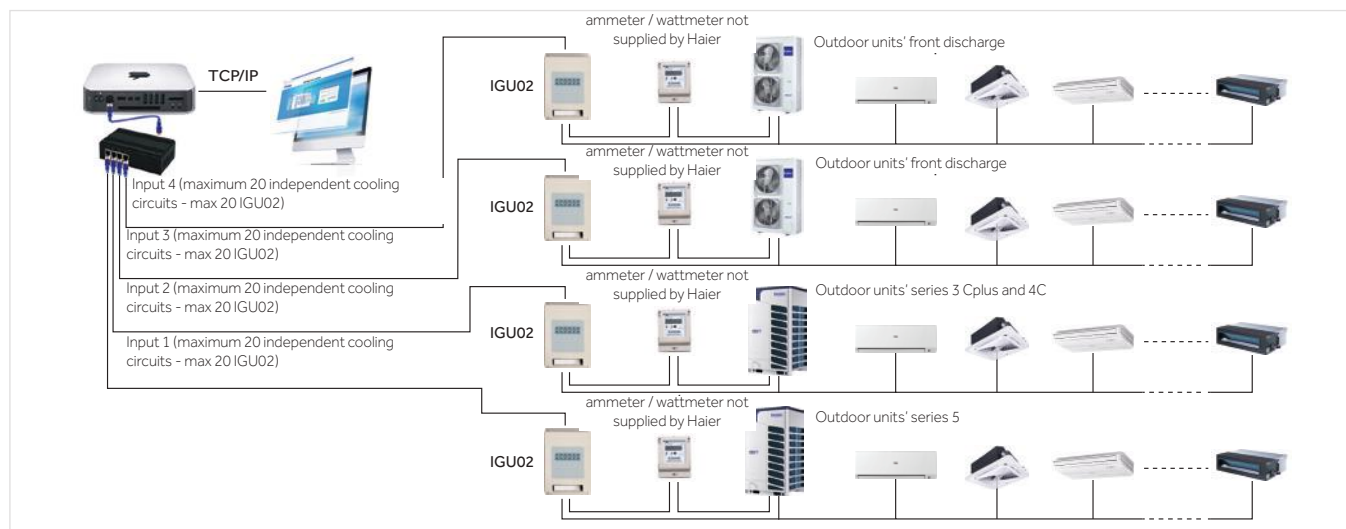 ammeter / wattmeter not
supplied by Haier
Outdoor units' front discharge
TCP/IP
IGU02
ammeter / wattmeter not
supplied by Haier
Outdoor units' front discharge
Input 4 (maximum 20 independent cooling
circuits - max 20 IGU02)
IGU02
Input 3 (maximum 20 independent cooling
circuits - max 20 IGU02)
ammeter / wattmeter not
supplied by Haier
Outdoor units' series 3 Cplus and 4C
Input 2 (maximum 20 independent cooling
circuits - max 20 IGU02)
IGU02
Input 1 (maximum 20 independent cooling
circuits - max 20 IGU02)
ammeter / wattmeter not
supplied by Haier
Outdoor units' series 5
IGU02